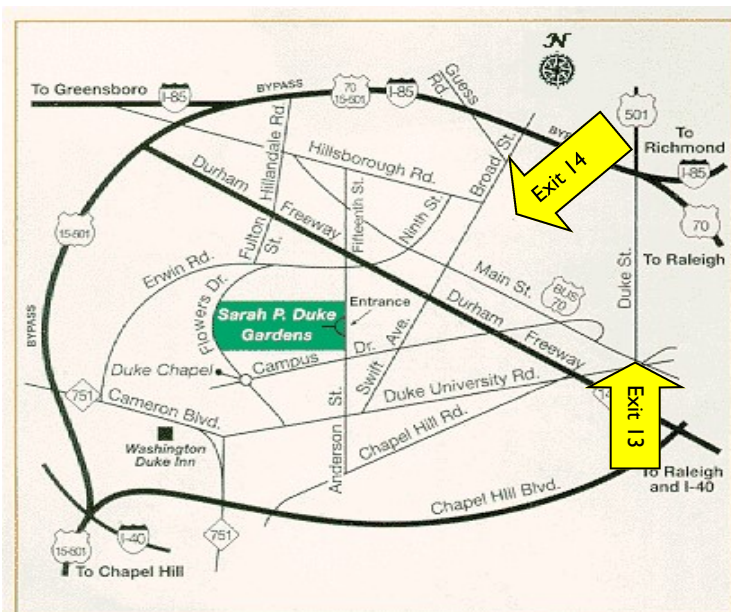 N
To Greensboro
I-85
BYPASS
70
15-501
I-85
Guess
Rd.
BYP
501
To
Richmond
I-85
70
To Raleigh
Exit 14
Hillandale Rd
Hillsborough Rd.
Broad St.
Durham
Freeway
Fifteenth St.
Ninth St.
Fulton
St.
15-501
BYPASS
Erwin Rd.
Flowers Dr.
Main St.
BUS
70
Duke St.
Sarah P. Duke
Gardens
Entrance
Durham
Freeway
Duke Chapel
Campus
Dr.
Swift Ave.
751
Cameron Blvd.
St.
Anderson
Duke University Rd.
Chapel Hill Rd.
Exit 13
Washington
Duke Inn
To Raleigh
and I-40
Chapel Hill Blvd.
751
I-40
15-501
To Chapel Hill